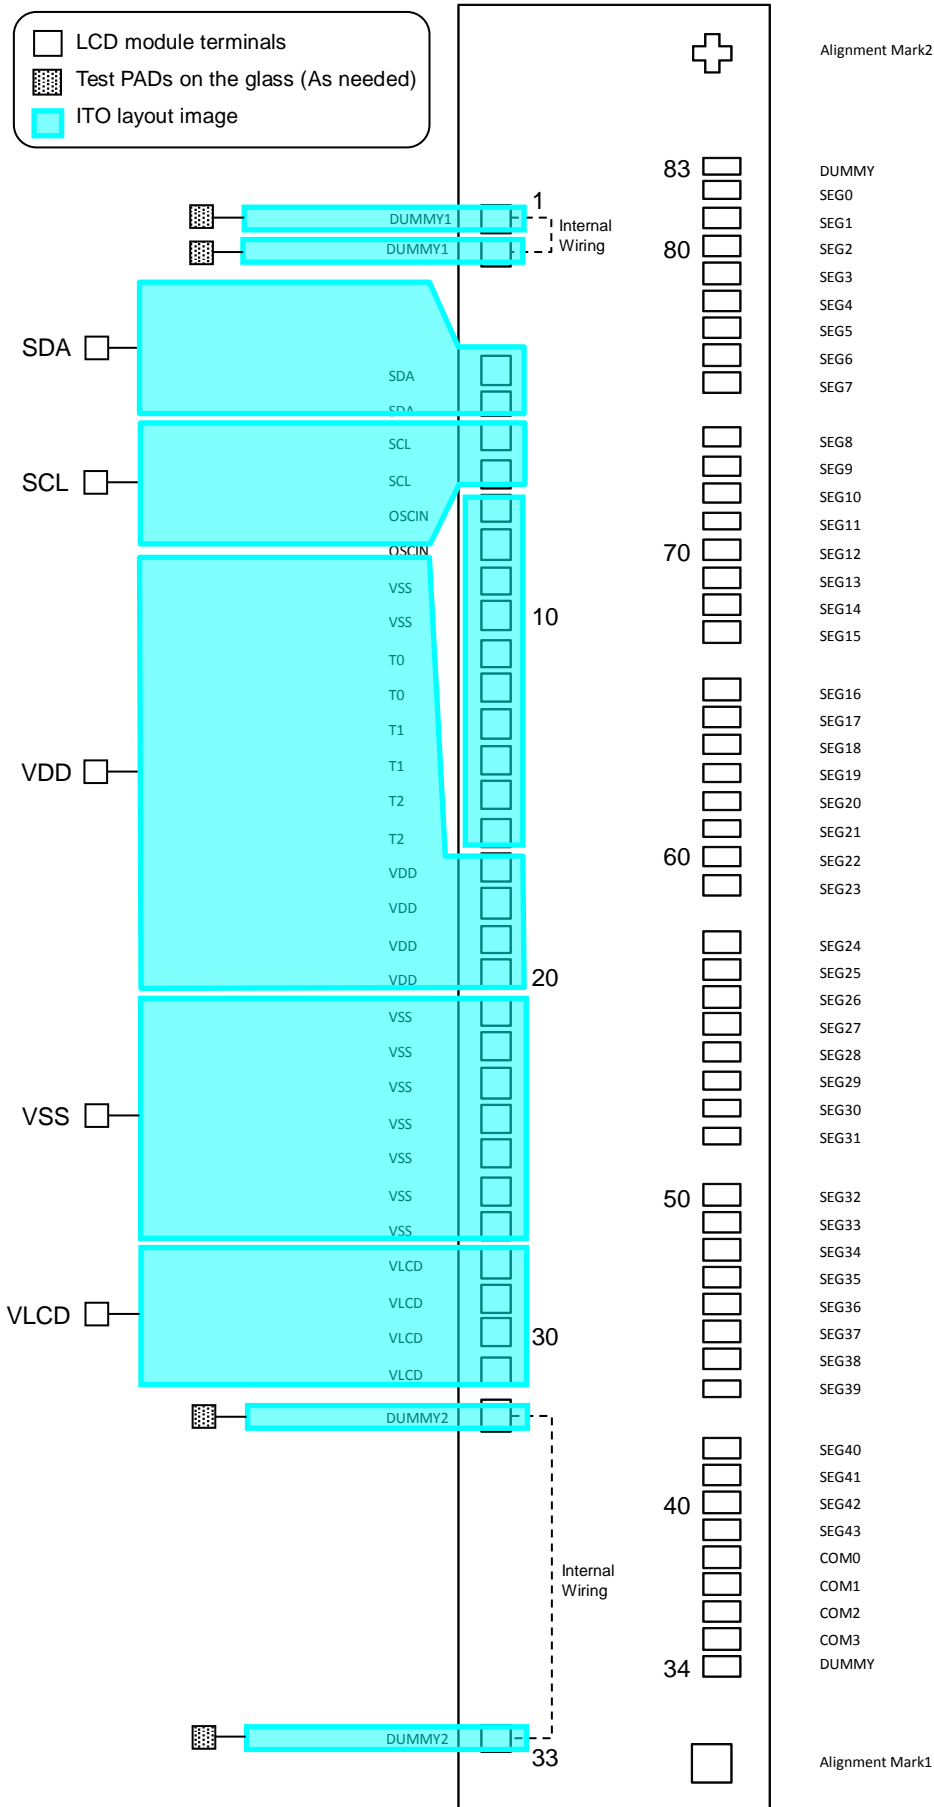 LCD module terminals
Test PADs on the glass (As needed)
ITO layout image
Alignment Mark2
83
DUMMY
SEG0
1
DUMMY1
SEG1
Internal
Wiring
DUMMY1
80
SEG2
SEG3
SEG4
SEG5
SDA
SEG6
SDA
SEG7
SDA
SCL
SEG8
SCL
SCL
SEG9
SEG10
OSCIN
SEG11
OSCIN
70
SEG12
VSS
SEG13
10
SEG14
VSS
SEG15
T0
T0
SEG16
T1
SEG17
SEG18
VDD
T1
SEG19
T2
SEG20
T2
SEG21
60
SEG22
VDD
SEG23
VDD
VDD
SEG24
VDD
20
SEG25
SEG26
VSS
SEG27
VSS
SEG28
VSS
SEG29
VSS
VSS
SEG30
VSS
SEG31
VSS
50
SEG32
VSS
SEG33
SEG34
VLCD
SEG35
VLCD
VLCD
SEG36
VLCD
30
SEG37
SEG38
VLCD
SEG39
DUMMY2
SEG40
SEG41
40
SEG42
SEG43
COM0
Internal
Wiring
COM1
COM2
COM3
34
DUMMY
DUMMY2
33
Alignment Mark1